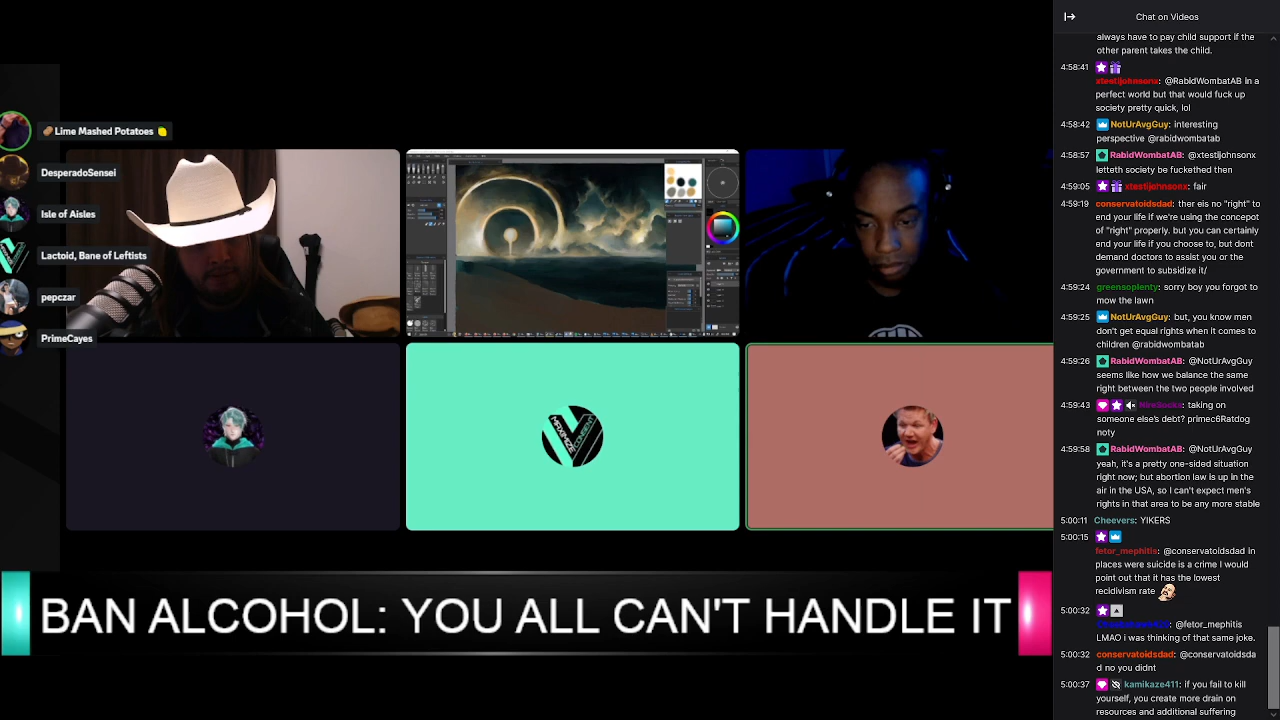 Lime Mashed Potatoes
DesperadoSensei
Isle of Aisles
Lactoid, Bane of Leftists
pepczar
PrimeCayes
MAXIMIZE
CONSENT
BAN ALCOHOL: YOU ALL CAN'T HANDLE IT
Chat on Videos
always have to pay child support if the
other parent takes the child.
4:58:41
xtestijohnsonx: @RabidWombatAB in a
perfect world but that would fuck up
society pretty quick, lol
4:58:42 NotUrAvgGuy: interesting
perspective @rabidwombatab
4:58:57 RabidWombatAB: @xtestijohnsonx
letteth society be fuckethed then
4:59:05 xtestijohnsonx: fair
4:59:19 conservatoidsdad: ther eis no "right" to
end your life if we're using the concept
of "right" properly, but you can certainly
end your life if you choose to, but dont
demand doctors to assist you or the
government to subsidize it/
4:59:24 greensoplenty: sorry boy you forgot to
mow the lawn
4:59:25 NotUrAvgGuy: but, you know men
don't get equal rights when it comes to
children @rabidwombatab
4:59:26 RabidWombatAB: @NotUrAvgGuy
seems like how we balance the same
right between the two people involved
4:59:43 NireSocks: taking on
someone else's debt? primec6Ratdog
noty
4:59:58 RabidWombatAB: @NotUrAvgGuy
yeah, it's a pretty one-sided situation
right now; but abortion law is up in the
air in the USA, so I can't expect men's
rights in that area to be any more stable
5:00:11 Cheevers: YIKERS
5:00:15
fetor_mephitis: @conservatoidsdad in
places were suicide is a crime I would
point out that it has the lowest
recidivism rate
5:00:32
: @fetor_mephitis
LMAO i was thinking of that same joke.
5:00:32 conservatoidsdad: @conservatoidsda
d no you didnt
5:00:37 kamikaze411: if you fail to kill
yourself, you create more drain on
resources and additional suffering